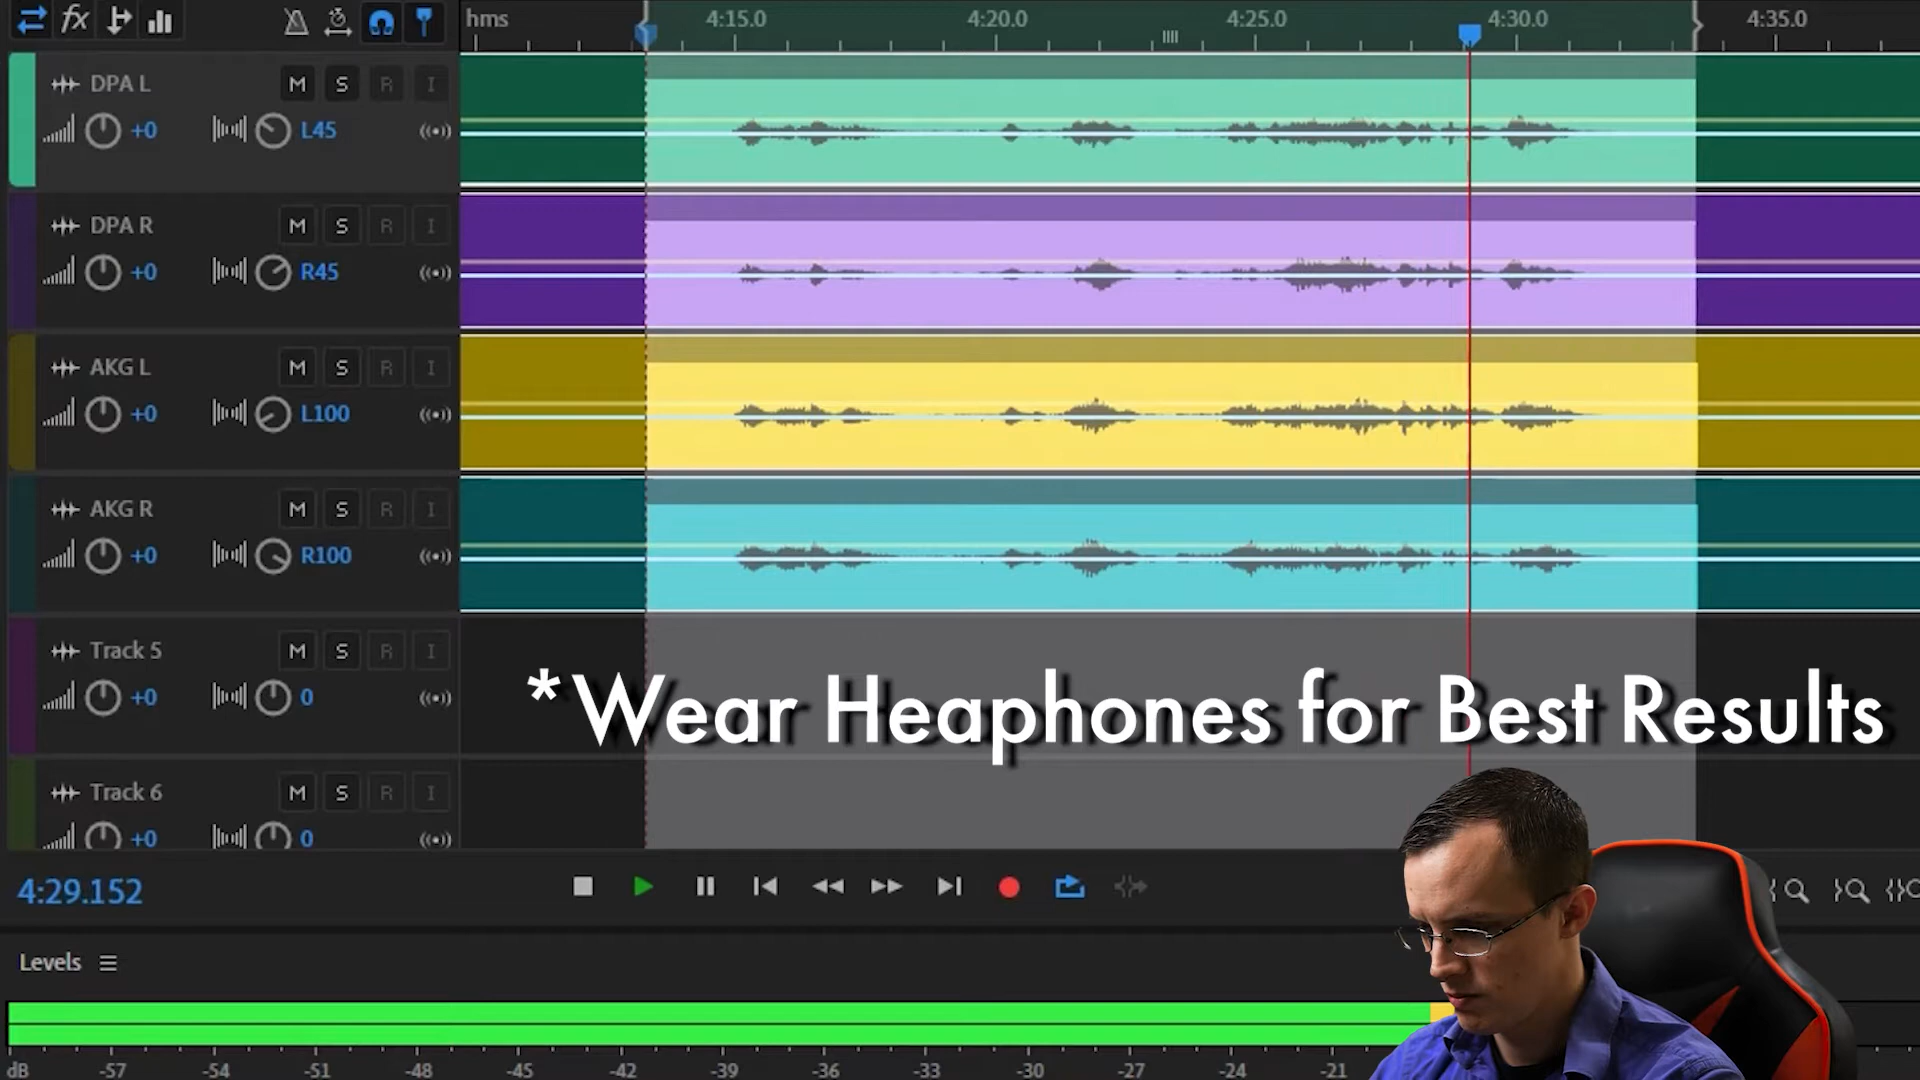 fx
hms 4:15.0 4:20.0 4:25.0 4:30.0 4:35.0
DPA L M S R I
+0 L45
DPA R M S R I
+0 R45
AKG L M S R I
+0 L100
AKG R M S R I
+0 R100
Track 5 M S R I
+0 0
*Wear Heaphones for Best Results
Track 6 M S R I
+0 0
4:29.152
Levels
dB -57 -54 -51 -48 -45 -42 -39 -36 -33 -30 -27 -24 -21